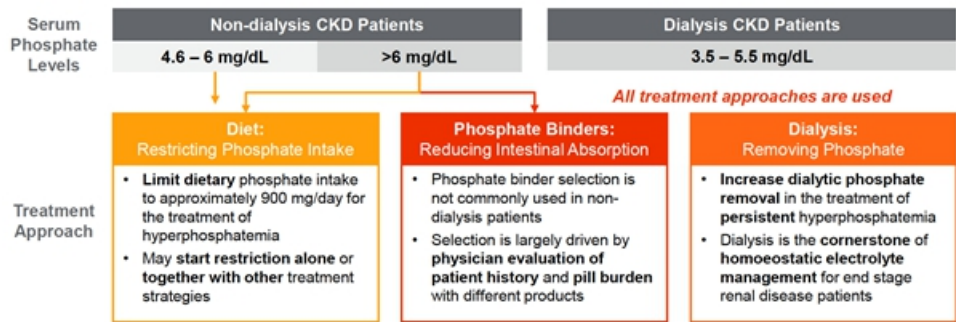 Serum
Phosphate
Levels
Non-dialysis CKD Patients
4.6 – 6 mg/dL
>6 mg/dL
Dialysis CKD Patients
3.5 – 5.5 mg/dL
All treatment approaches are used
Treatment
Approach
Diet:
Restricting Phosphate Intake
• Limit dietary phosphate intake
to approximately 900 mg/day for
the treatment of
hyperphosphatemia
• May start restriction alone or
together with other treatment
strategies
Phosphate Binders:
Reducing Intestinal Absorption
• Phosphate binder selection is
not commonly used in non-
dialysis patients
• Selection is largely driven by
physician evaluation of
patient history and pill burden
with different products
Dialysis:
Removing Phosphate
• Increase dialytic phosphate
removal in the treatment of
persistent hyperphosphatemia
• Dialysis is the cornerstone of
homoeostatic electrolyte
management for end stage
renal disease patients